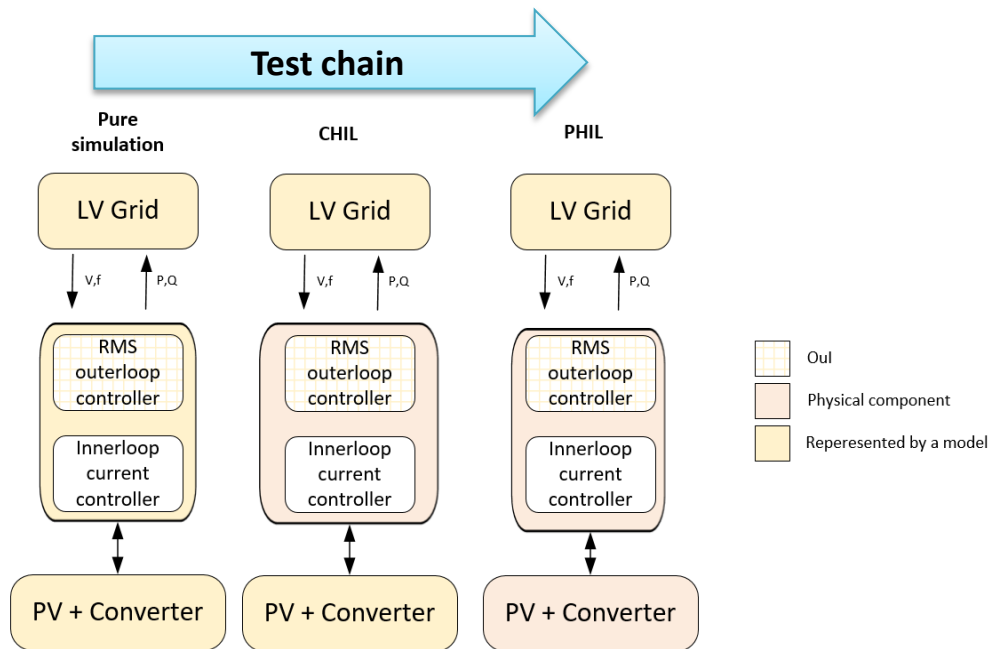 Test chain
Pure
simulation
CHIL
PHIL
LV Grid
LV Grid
LV Grid
V,f
P,Q
V,f
P,Q
V,f
P,Q
RMS
outerloop
controller
RMS
outerloop
controller
RMS
outerloop
controller
Innerloop
current
controller
Innerloop
current
controller
Innerloop
current
controller
PV + Converter
PV + Converter
PV + Converter
OuI
Physical component
Reperesented by a model